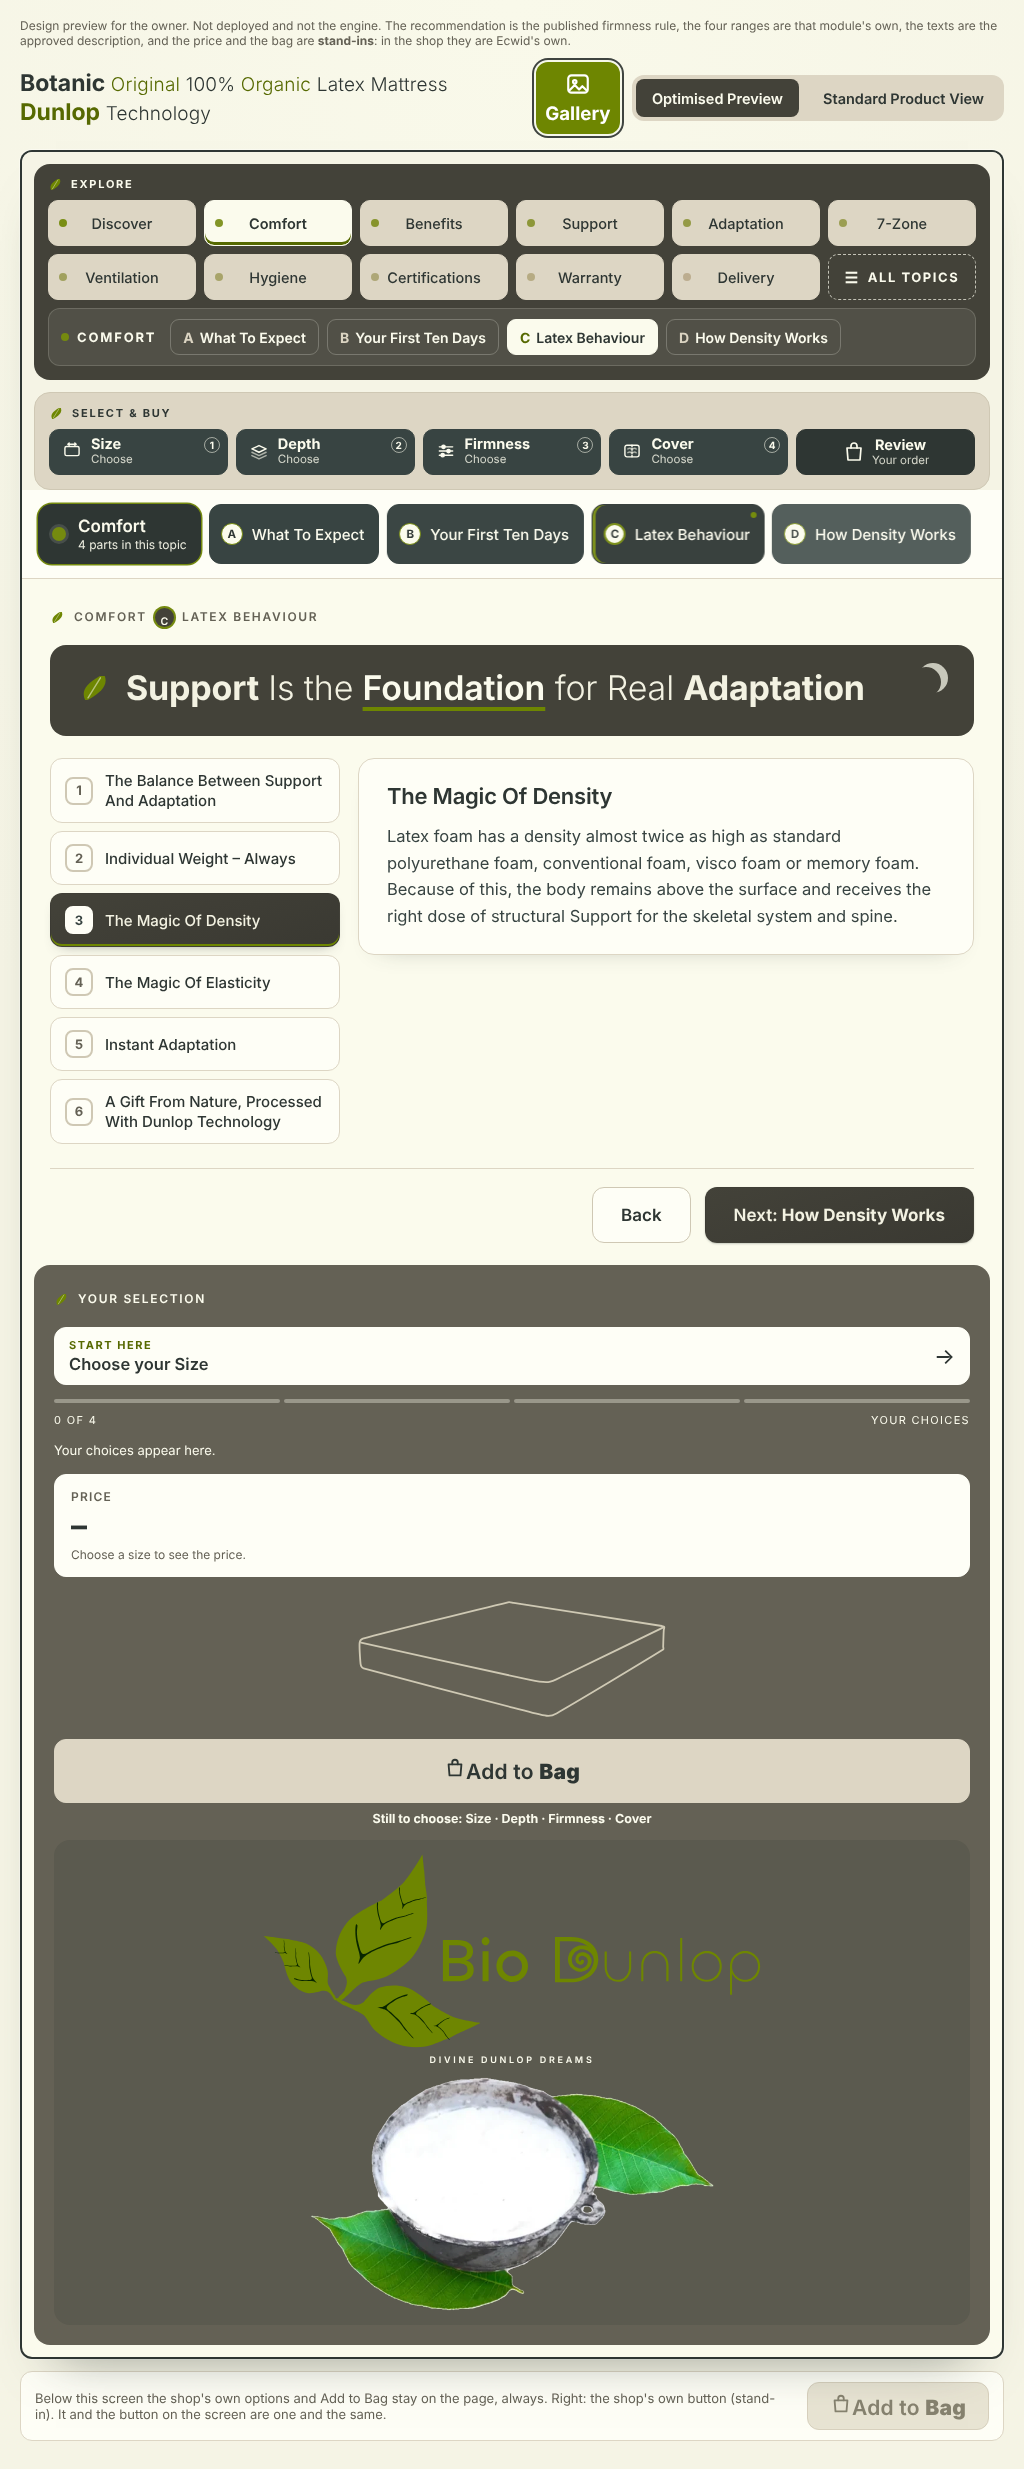 Design preview for the owner. Not deployed and not the engine. The recommendation is the published firmness rule, the four ranges are that module's own, the texts are the
approved description, and the price and the bag are stand-ins: in the shop they are Ecwid's own.
Botanic Original 100% Organic Latex Mattress
Dunlop Technology
Gallery
Optimised Preview
Standard Product View
EXPLORE
Discover
Comfort
Benefits
Support
Adaptation
7-Zone
Ventilation
Hygiene
Certifications
Warranty
Delivery
ALL TOPICS
COMFORT
A What To Expect
B Your First Ten Days
C Latex Behaviour
D How Density Works
SELECT & BUY
Size
Choose
1
Depth
Choose
2
Firmness
Choose
3
Cover
Choose
4
Review
Your order
Comfort
4 parts in this topic
A What To Expect
B Your First Ten Days
C Latex Behaviour
D How Density Works
COMFORT C LATEX BEHAVIOUR
Support Is the Foundation for Real Adaptation
1 The Balance Between Support
And Adaptation
2 Individual Weight – Always
3 The Magic Of Density
4 The Magic Of Elasticity
5 Instant Adaptation
6 A Gift From Nature, Processed
With Dunlop Technology
The Magic Of Density
Latex foam has a density almost twice as high as standard
polyurethane foam, conventional foam, visco foam or memory foam.
Because of this, the body remains above the surface and receives the
right dose of structural Support for the skeletal system and spine.
Back
Next: How Density Works
YOUR SELECTION
START HERE
Choose your Size
0 OF 4
YOUR CHOICES
Your choices appear here.
PRICE
–
Choose a size to see the price.
Add to Bag
Still to choose: Size · Depth · Firmness · Cover
Bio Dunlop
DIVINE DUNLOP DREAMS
Below this screen the shop's own options and Add to Bag stay on the page, always. Right: the shop's own button (stand-
in). It and the button on the screen are one and the same.
Add to Bag